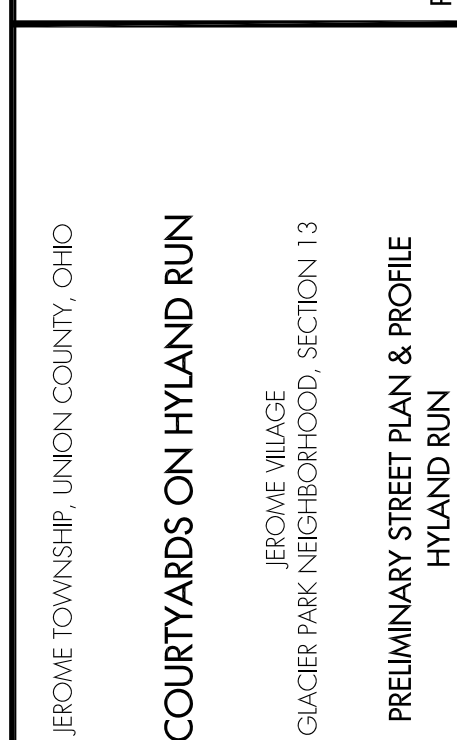 JEROME TOWNSHIP, UNION COUNTY, OHIO
COURTYARDS ON HYLAND RUN
JEROME VILLAGE
GLACIER PARK NEIGHBORHOOD, SECTION 13
PRELIMINARY STREET PLAN & PROFILE
HYLAND RUN